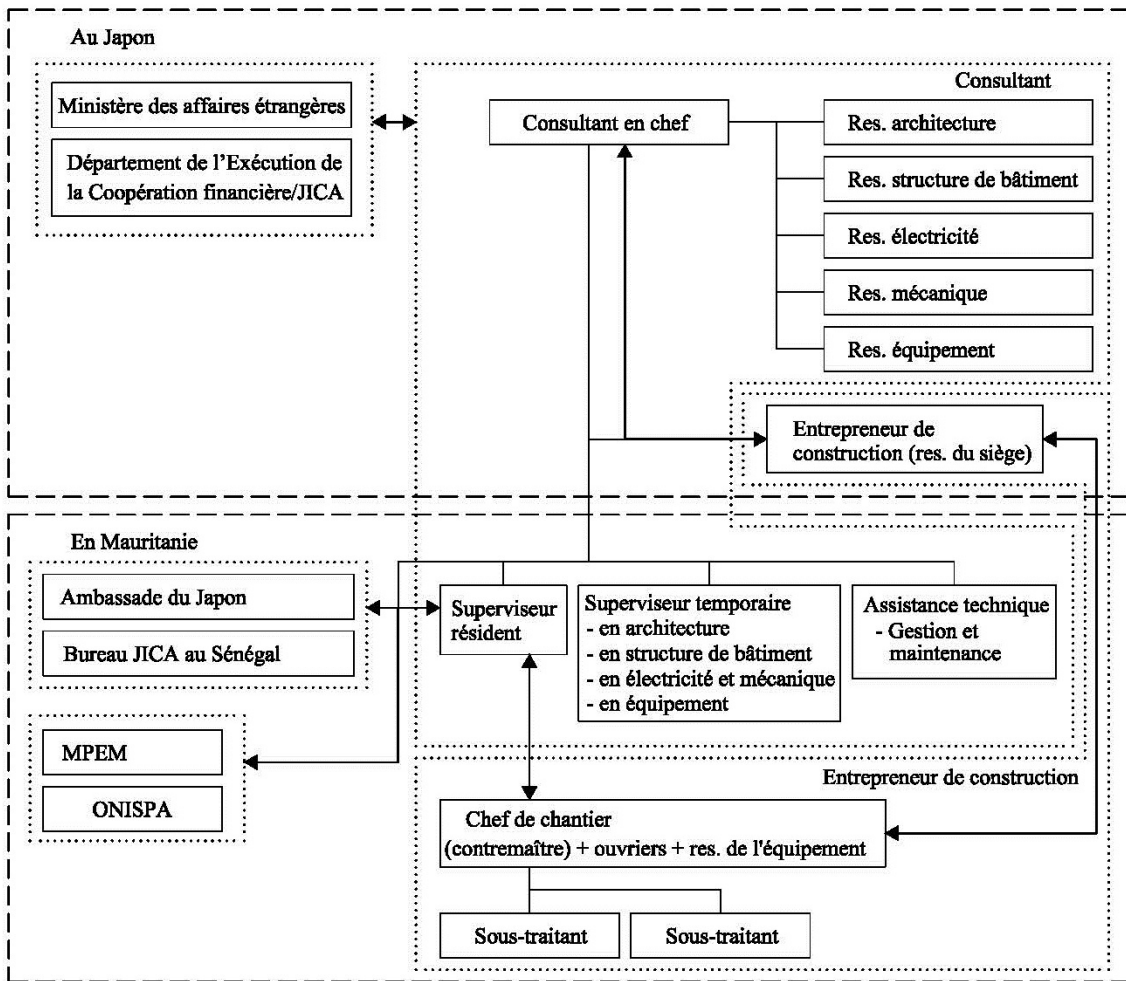 Au Japon
Ministère des affaires étrangères
Département de l'Exécution de
la Coopération financière/JICA
Consultant
Consultant en chef
Res. architecture
Res. structure de bâtiment
Res. électricité
Res. mécanique
Res. équipement
Entrepreneur de
construction (res. du siège)
En Mauritanie
Ambassade du Japon
Bureau JICA au Sénégal
MPEM
ONISPA
Superviseur
résident
Superviseur temporaire
- en architecture
- en structure de bâtiment
- en électricité et mécanique
- en équipement
Assistance technique
- Gestion et
maintenance
Entrepreneur de construction
Chef de chantier
(contremaître) + ouvriers + res. de l'équipement
Sous-traitant
Sous-traitant